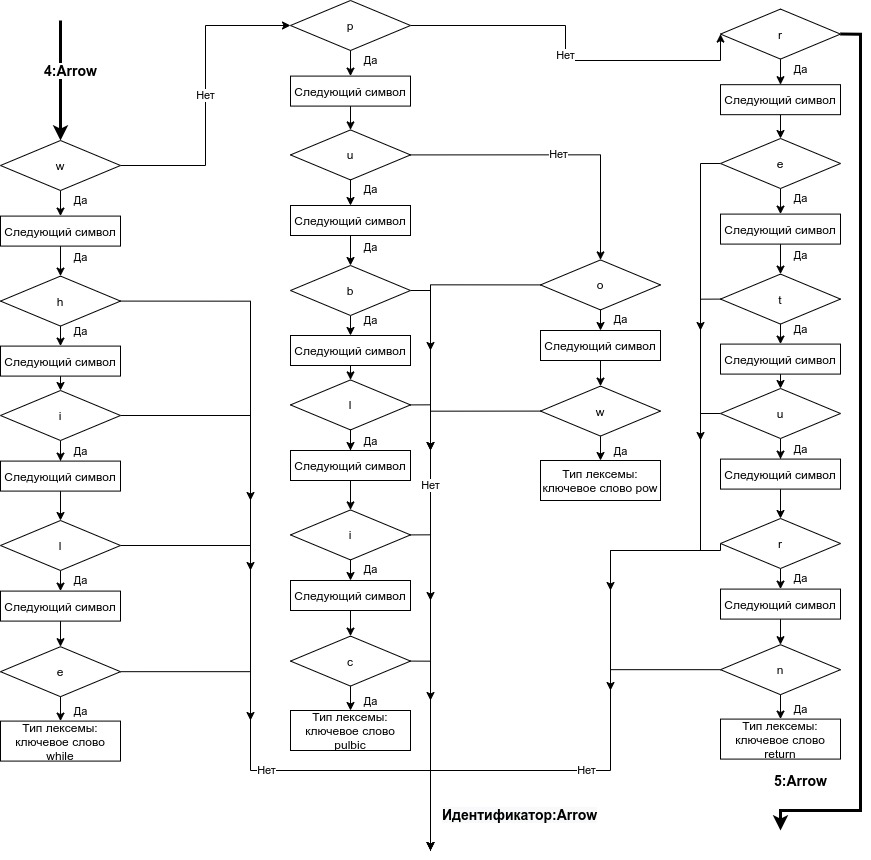 4:Arrow
w
Да
Следующий символ
Да
h
Да
Следующий символ
i
Да
Следующий символ
l
Да
Следующий символ
e
Да
Тип лексемы:
ключевое слово
while
Нет
Нет
p
Да
Следующий символ
u
Да
Следующий символ
Да
b
Да
Следующий символ
l
Да
Следующий символ
i
Да
Следующий символ
c
Да
Тип лексемы:
ключевое слово
pulbic
Нет
Идентификатор:Arrow
Нет
o
Да
Следующий символ
w
Да
Тип лексемы:
ключевое слово pow
Нет
Нет
r
Да
Следующий символ
e
Да
Следующий символ
Да
t
Да
Следующий символ
u
Да
Следующий символ
r
Да
Следующий символ
n
Да
Тип лексемы:
ключевое слово
return
5:Arrow